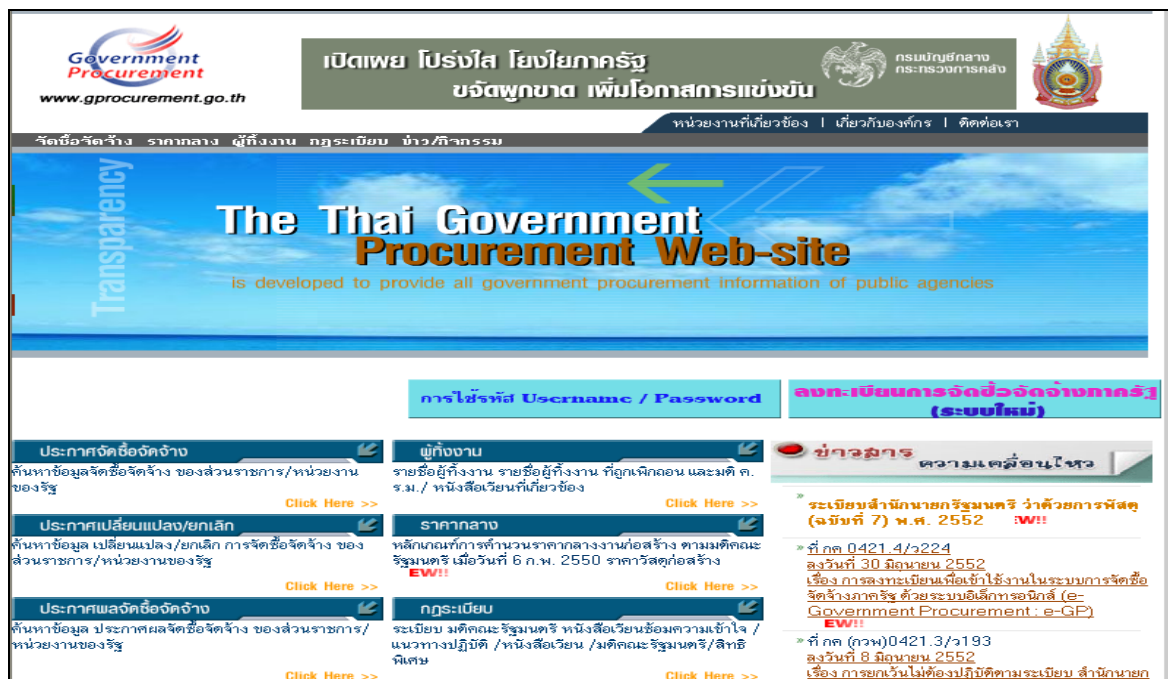 Government
Procurement
www.gprocurement.go.th
เปิดเผย โปร่งใส โยงใยภาครัฐ
ขจัดผูกขาด เพิ่มโอกาสการแข่งขัน
กรมบัญชีกลาง
กระทรวงการคลัง
หน่วยงานที่เกี่ยวข้อง | เกี่ยวกับองค์กร | ติดต่อเรา
จัดซื้อจัดจ้าง ราคากลาง ผู้ทิ้งงาน กฎระเบียบ ข่าว/กิจกรรม
Transparency
The Thai Government
Procurement Web-site
is developed to provide all government procurement information of public agencies
การใช้รหัส Username / Password
ลงทะเบียนการจัดซื้อจัดจ้างภาครัฐ
(ระบบใหม่)
ประกาศจัดซื้อจัดจ้าง
ค้นหาข้อมูลจัดซื้อจัดจ้าง ของส่วนราชการ/หน่วยงาน
ของรัฐ
Click Here >>
ประกาศเปลี่ยนแปลง/ยกเลิก
ค้นหาข้อมูล เปลี่ยนแปลง/ยกเลิก การจัดซื้อจัดจ้าง ของ
ส่วนราชการ/หน่วยงานของรัฐ
Click Here >>
ประกาศผลจัดซื้อจัดจ้าง
ค้นหาข้อมูล ประกาศผลจัดซื้อจัดจ้าง ของส่วนราชการ/
หน่วยงานของรัฐ
Click Here >>
ผู้ทิ้งงาน
รายชื่อผู้ทิ้งงาน รายชื่อผู้ทิ้งงาน ที่ถูกเพิกถอน และมติ ค.
ร.ม./ หนังสือเวียนที่เกี่ยวข้อง
Click Here >>
ราคากลาง
หลักเกณฑ์การคำนวนราคากลางงานก่อสร้าง ตามมติคณะ
รัฐมนตรี เมื่อวันที่ 6 ก.พ. 2550 ราคาวัสดุก่อสร้าง
EW!!
Click Here >>
กฎระเบียบ
ระเบียบ มติคณะรัฐมนตรี หนังสือเวียนซ้อมความเข้าใจ /
แนวทางปฏิบัติ /หนังสือเวียน /มติคณะรัฐมนตรี/สิทธิ
พิเศษ
Click Here >>
ข่าวสาร
ความเคลื่อนไหว
» ระเบียบสำนักนายกรัฐมนตรี ว่าด้วยการพัสดุ
(ฉบับที่ 7) พ.ศ. 2552 EW!!
» ที่ กค 0421.4/ว224
ลงวันที่ 30 มิถุนายน 2552
เรื่อง การลงทะเบียนเพื่อเข้าใช้งานในระบบการจัดซื้อ
จัดจ้างภาครัฐ ด้วยระบบอิเล็กทรอนิกส์ (e-
Government Procurement : e-GP)
EW!!
» ที่ กค (กวพ)0421.3/ว193
ลงวันที่ 8 มิถุนายน 2552
เรื่อง การยกเว้นไม่ต้องปฏิบัติตามระเบียบ สำนักนายก